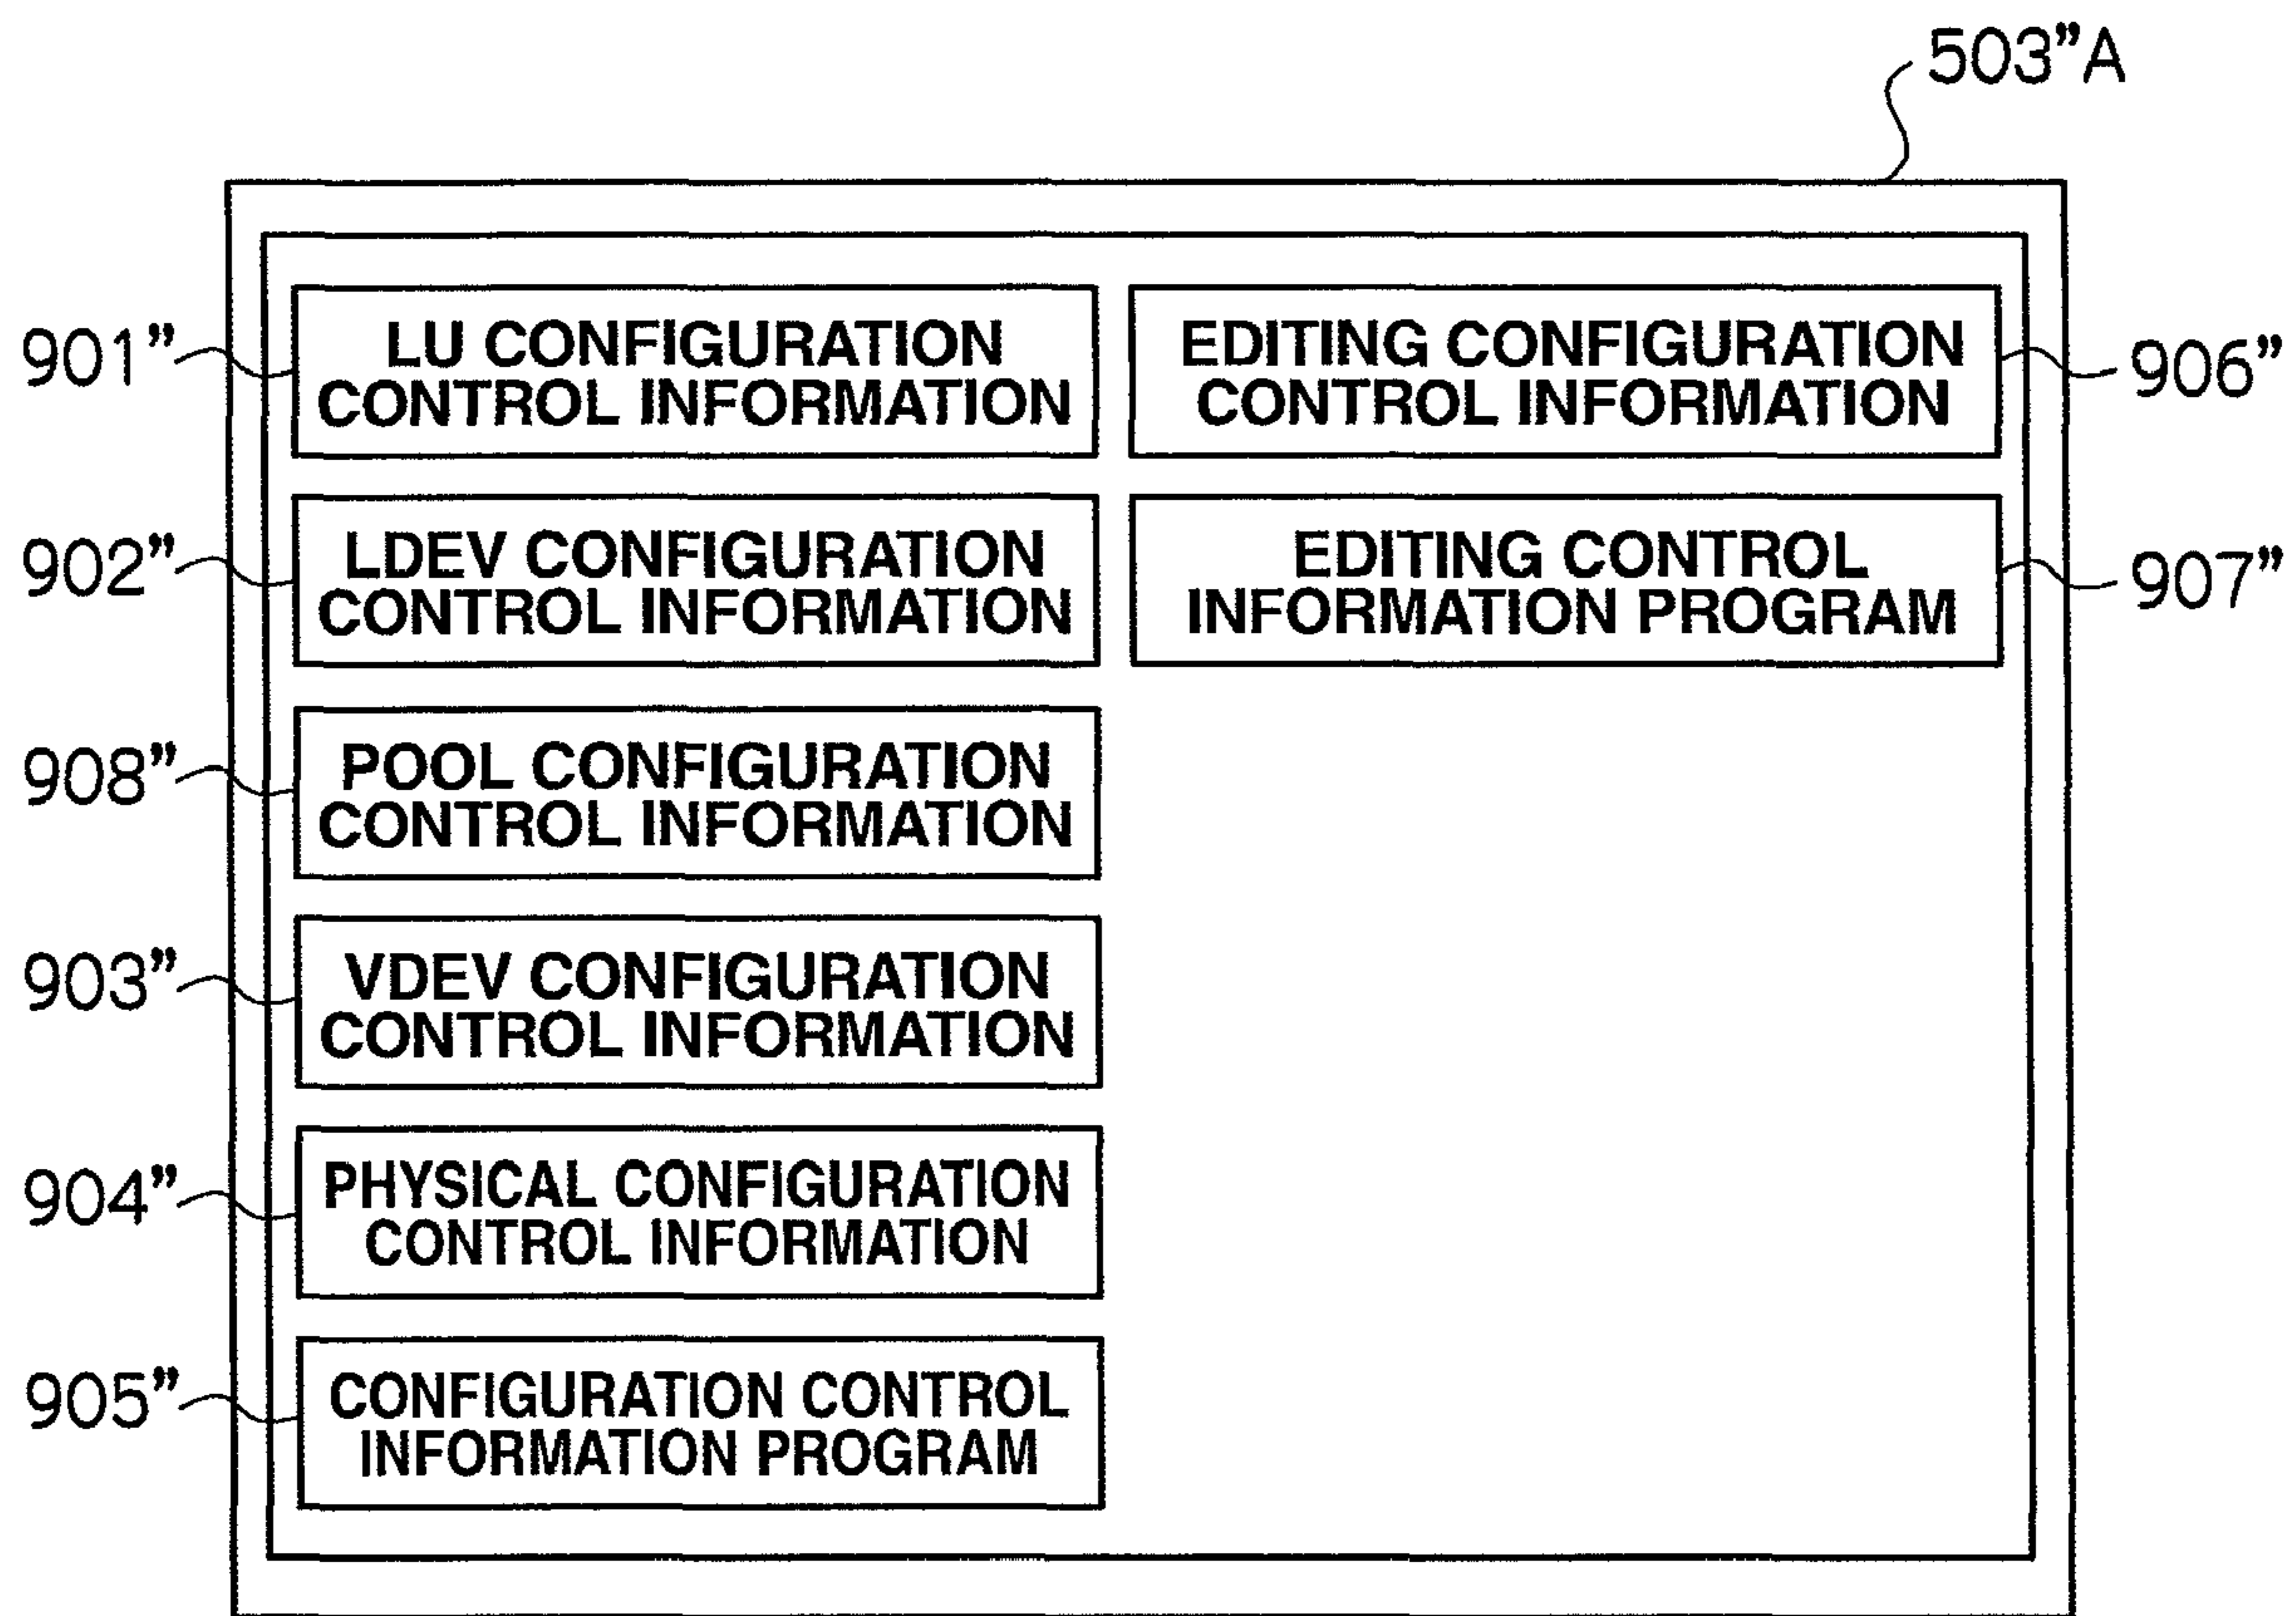 503”A
901”
LU CONFIGURATION
CONTROL INFORMATION
EDITING CONFIGURATION
CONTROL INFORMATION
906”
902”
LDEV CONFIGURATION
CONTROL INFORMATION
EDITING CONTROL
INFORMATION PROGRAM
907”
908”
POOL CONFIGURATION
CONTROL INFORMATION
903”
VDEV CONFIGURATION
CONTROL INFORMATION
904”
PHYSICAL CONFIGURATION
CONTROL INFORMATION
905”
CONFIGURATION CONTROL
INFORMATION PROGRAM